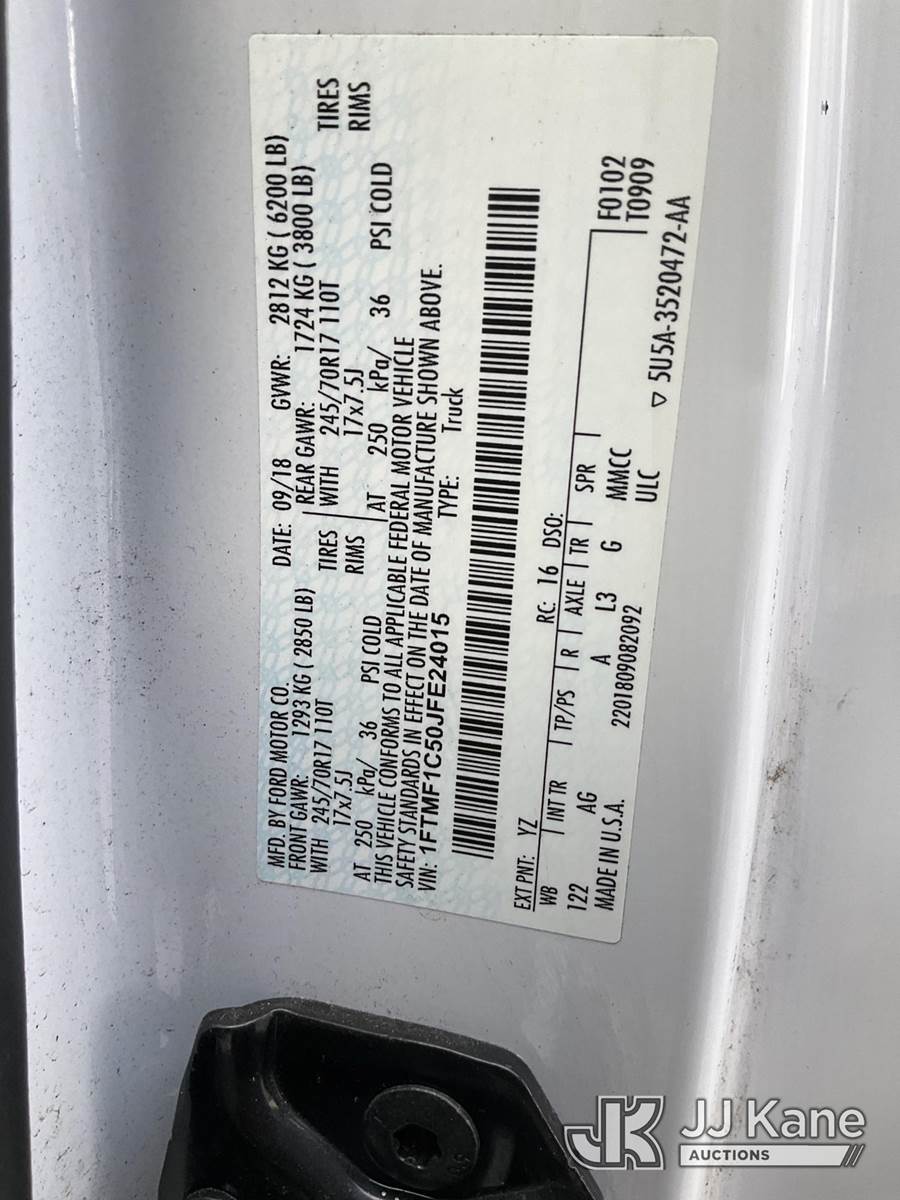 MFD. BY FORD MOTOR CO.
DATE: 09/18 GVWR: 2812 KG ( 6200 LB)
FRONT GAWR: 1293 KG ( 2850 LB) REAR GAWR: 1724 KG ( 3800 LB)
WITH 245/70R17 110T TIRES WITH 245/70R17 110T TIRES
17x7.5J RIMS 17x7.5J RIMS
AT 250 kPa/ 36 PSI COLD AT 250 kPa/ 36 PSI COLD
THIS VEHICLE CONFORMS TO ALL APPLICABLE FEDERAL MOTOR VEHICLE
SAFETY STANDARDS IN EFFECT ON THE DATE OF MANUFACTURE SHOWN ABOVE.
VIN: 1FTMF1C50JFE24015 TYPE: Truck
EXT PNT: YZ RC: 16 DSO:
WB INT TR TP/PS R AXLE TR SPR F0102
122 AG A L3 G MMCC T0909
MADE IN U.S.A. 2201809082092 ULC ▽ 5U5A-3520472-AA
JK JJ Kane
AUCTIONS